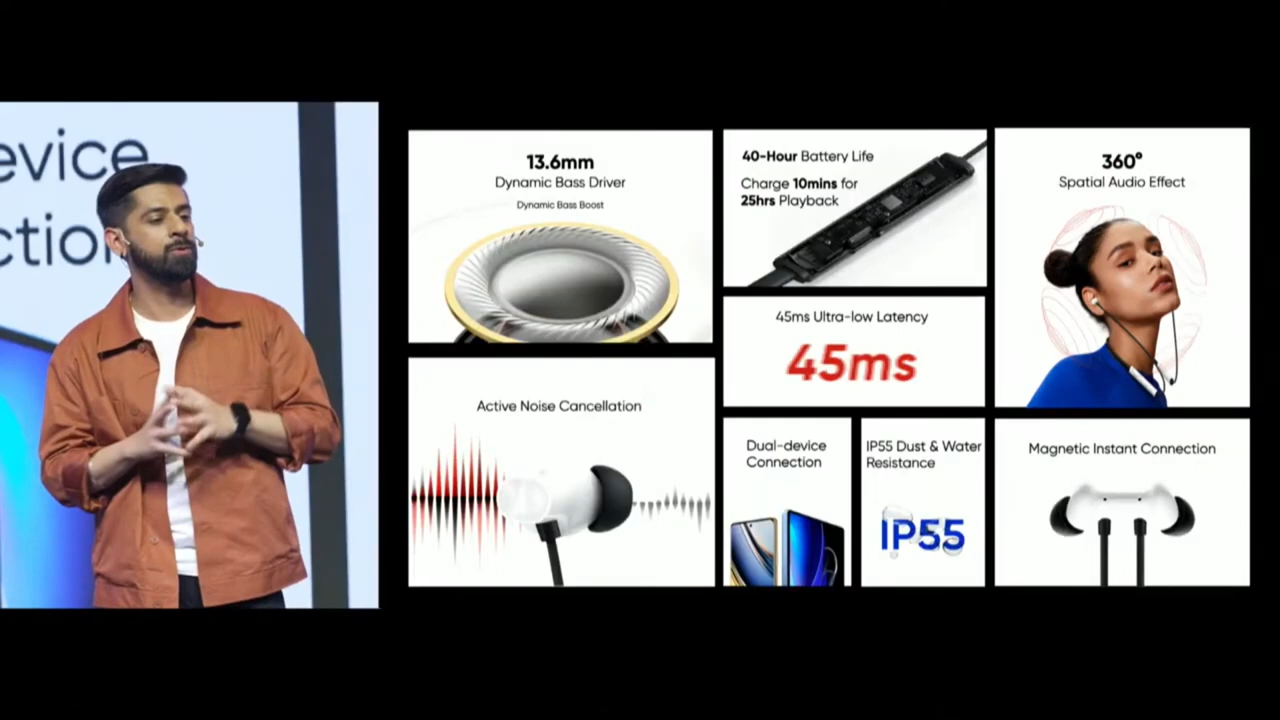 evice
ction
13.6mm
Dynamic Bass Driver
Dynamic Bass Boost
40-Hour Battery Life
Charge 10mins for
25hrs Playback
360°
Spatial Audio Effect
45ms Ultra-low Latency
45ms
Active Noise Cancellation
Dual-device
Connection
IP55 Dust & Water
Resistance
IP55
Magnetic Instant Connection